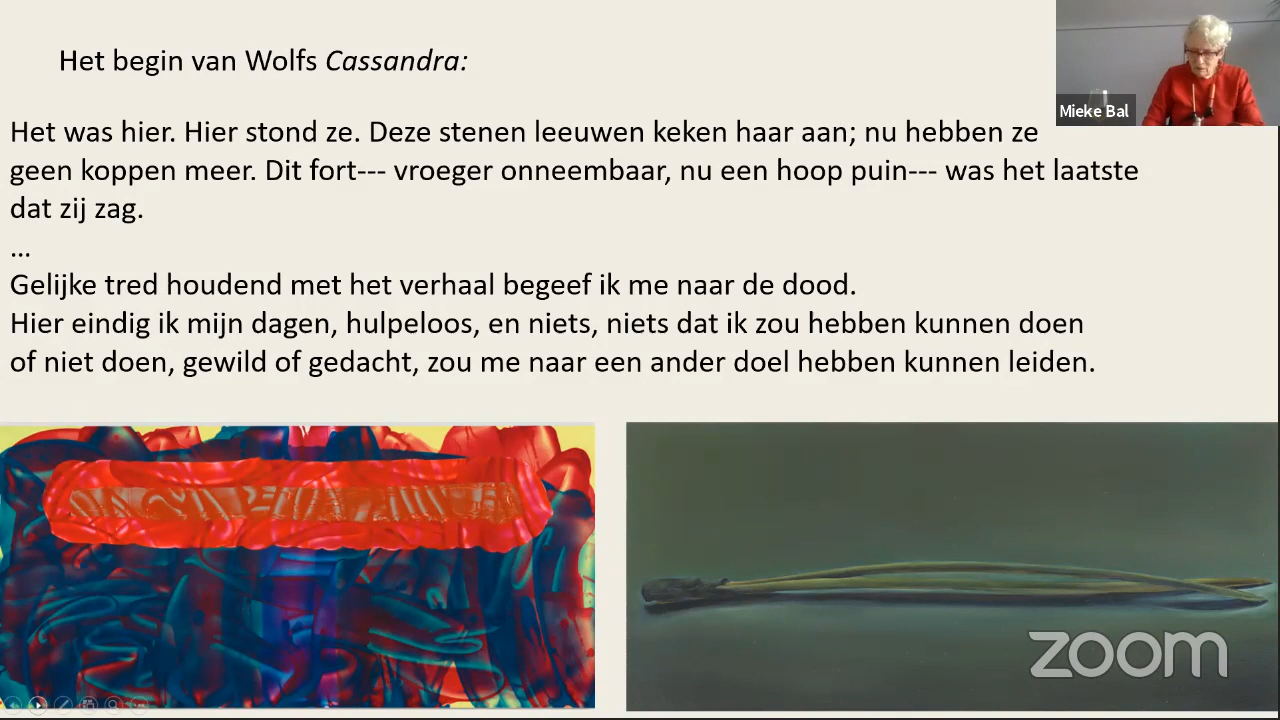 Het begin van Wolfs Cassandra:
Mieke Bal
Het was hier. Hier stond ze. Deze stenen leeuwen keken haar aan; nu hebben ze
geen koppen meer. Dit fort--- vroeger onneembaar, nu een hoop puin--- was het laatste
dat zij zag.
...
Gelijke tred houdend met het verhaal begeef ik me naar de dood.
Hier eindig ik mijn dagen, hulpeloos, en niets, niets dat ik zou hebben kunnen doen
of niet doen, gewild of gedacht, zou me naar een ander doel hebben kunnen leiden.
zoom